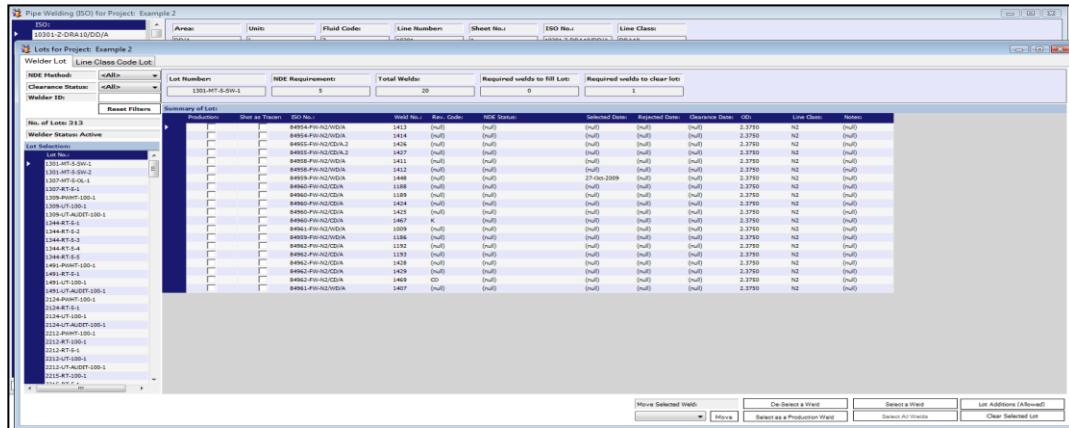 Pipe Welding (ISO) for Project: Example 2
ISO:
10301-Z-DRA10/DD/A
Area: Unit: Fluid Code: Line Number: Sheet No.: ISO No.: Line Class:
Lots for Project: Example 2
Welder Lot Line Class Code Lot
NDE Method: <All>
Clearance Status: <All>
Welder ID:
Reset Filters
No. of Lots: 313
Welder Status: Active
Lot Selection:
Lot No.:
1301-MT-5-SW-1
1301-MT-5-SW-2
1307-MT-5-OL-1
1307-RT-5-1
1309-PWHT-100-1
1309-UT-100-1
1309-UT-AUDIT-100-1
1344-RT-5-1
1344-RT-5-2
1344-RT-5-3
1344-RT-5-4
1344-RT-5-5
1491-PWHT-100-1
1491-RT-5-1
1491-UT-100-1
1491-UT-AUDIT-100-1
2124-PWHT-100-1
2124-RT-5-1
2124-UT-100-1
2124-UT-AUDIT-100-1
2212-PWHT-100-1
2212-RT-100-1
2212-RT-5-1
2212-UT-100-1
2212-UT-AUDIT-100-1
2215-RT-100-1
Lot Number: NDE Requirement: Total Welds: Required welds to fill Lot: Required welds to clear lot:
1301-MT-5-SW-1 5 20 0 1
Summary of Lot:
Production: Shot as Tracer: ISO No.: Weld No.: Rev. Code: NDE Status: Selected Date: Rejected Date: Clearance Date: OD: Line Class: Notes:
84954-FW-N2/WD/A 1413 (null) (null) (null) (null) (null) 2.3750 N2 (null)
84954-FW-N2/WD/A 1414 (null) (null) (null) (null) (null) 2.3750 N2 (null)
84955-FW-N2/CD/A.2 1426 (null) (null) (null) (null) (null) 2.3750 N2 (null)
84955-FW-N2/CD/A.2 1427 (null) (null) (null) (null) (null) 2.3750 N2 (null)
84958-FW-N2/WD/A 1411 (null) (null) (null) (null) (null) 2.3750 N2 (null)
84958-FW-N2/WD/A 1412 (null) (null) (null) (null) (null) 2.3750 N2 (null)
84959-FW-N2/WD/A 1448 (null) (null) 27-Oct-2009 (null) (null) 2.3750 N2 (null)
84960-FW-N2/CD/A 1188 (null) (null) (null) (null) (null) 2.3750 N2 (null)
84960-FW-N2/CD/A 1189 (null) (null) (null) (null) (null) 2.3750 N2 (null)
84960-FW-N2/CD/A 1424 (null) (null) (null) (null) (null) 2.3750 N2 (null)
84960-FW-N2/CD/A 1425 (null) (null) (null) (null) (null) 2.3750 N2 (null)
84960-FW-N2/CD/A 1467 K (null) (null) (null) (null) 2.3750 N2 (null)
84961-FW-N2/WD/A 1009 (null) (null) (null) (null) (null) 2.3750 N2 (null)
84959-FW-N2/WD/A 1186 (null) (null) (null) (null) (null) 2.3750 N2 (null)
84962-FW-N2/CD/A 1192 (null) (null) (null) (null) (null) 2.3750 N2 (null)
84962-FW-N2/CD/A 1193 (null) (null) (null) (null) (null) 2.3750 N2 (null)
84962-FW-N2/CD/A 1428 (null) (null) (null) (null) (null) 2.3750 N2 (null)
84962-FW-N2/CD/A 1429 (null) (null) (null) (null) (null) 2.3750 N2 (null)
84962-FW-N2/CD/A 1469 CO (null) (null) (null) (null) 2.3750 N2 (null)
84961-FW-N2/WD/A 1407 (null) (null) (null) (null) (null) 2.3750 N2 (null)
Move Selected Weld: De-Select a Weld Select a Weld Lot Additions (Allowed)
Move Select as a Production Weld Select All Welds Clear Selected Lot